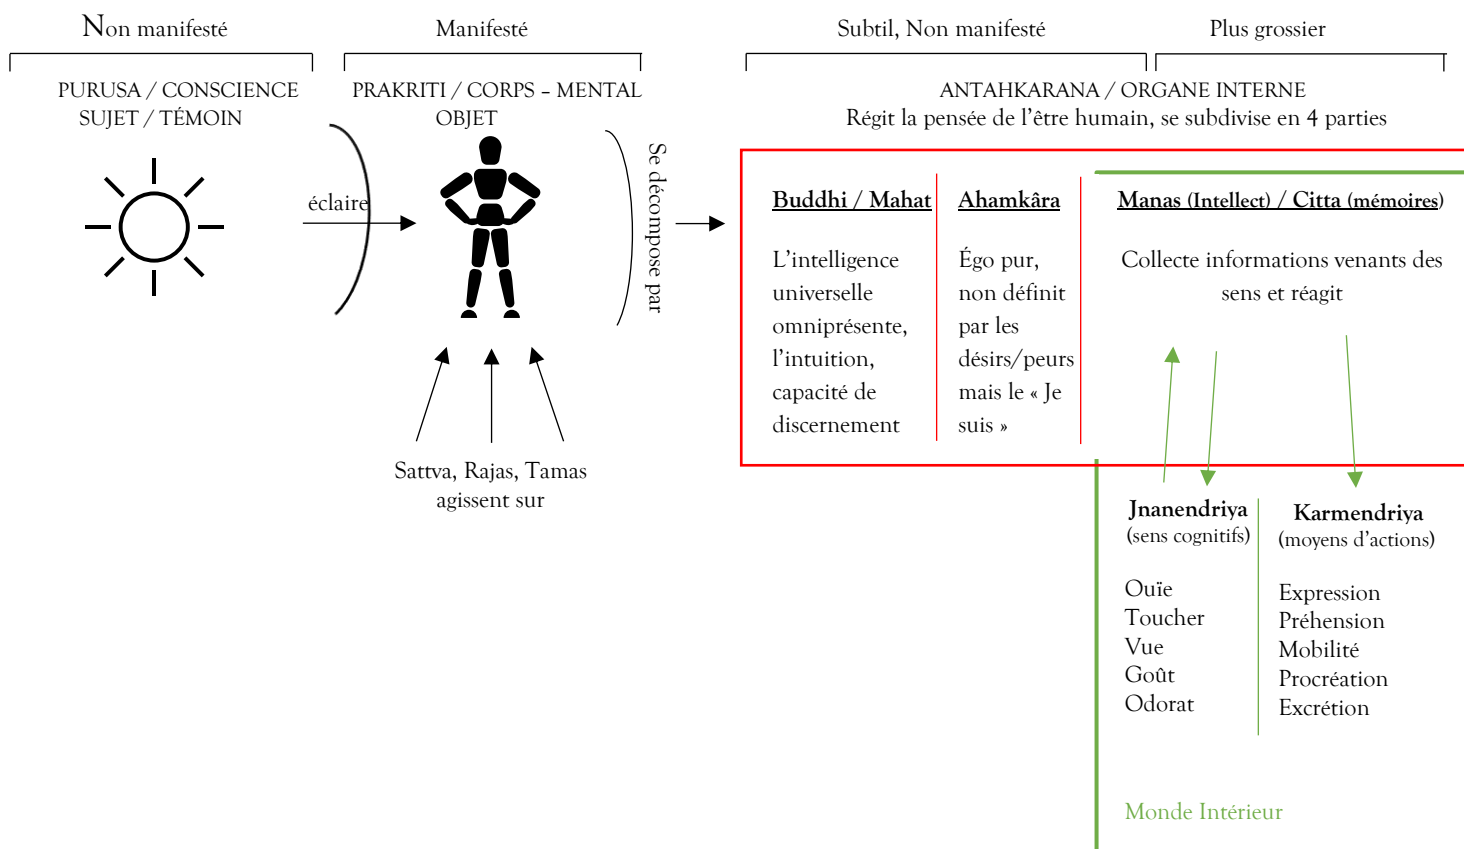 Non manifesté
Manifesté
Subtil, Non manifesté
Plus grossier
PURUSA / CONSCIENCE
SUJET / TÉMOIN
PRAKRITI / CORPS – MENTAL
OBJET
ANTAHKARANA / ORGANE INTERNE
Régit la pensée de l’être humain, se subdivise en 4 parties
éclaire
Se décompose par
Buddhi / Mahat
L’intelligence
universelle
omniprésente,
l’intuition,
capacité de
discernement
Ahamkâra
Égo pur,
non définit
par les
désirs/peurs
mais le « Je
suis »
Manas (Intellect) / Citta (mémoires)
Collecte informations venants des
sens et réagit
Sattva, Rajas, Tamas
agissent sur
Jnanendriya
(sens cognitifs)
Ouïe
Toucher
Vue
Goût
Odorat
Karmendriya
(moyens d’actions)
Expression
Préhension
Mobilité
Procréation
Excrétion
Monde Intérieur